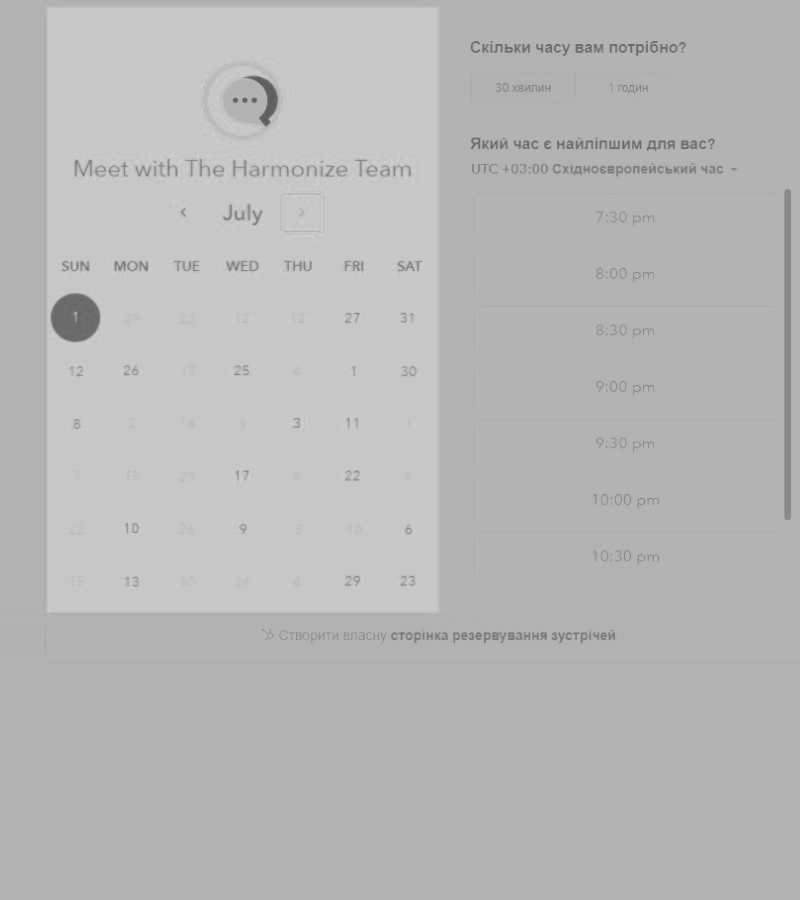 Meet with The Harmonize Team
July
SUN MON TUE WED THU FRI SAT
1 29 22 12 12 27 31
12 26 17 25 4 1 30
8 2 16 1 3 11
7 15 29 17 6 22
22 10 26 9 3 10 6
15 13 30 26 4 29 23
Скільки часу вам потрібно?
30 хвилин 1 годин
Який час є найліпшим для вас?
UTC +03:00 Східноєвропейський час
7:30 pm
8:00 pm
8:30 pm
9:00 pm
9:30 pm
10:00 pm
10:30 pm
Створити власну сторінка резервування зустрічей